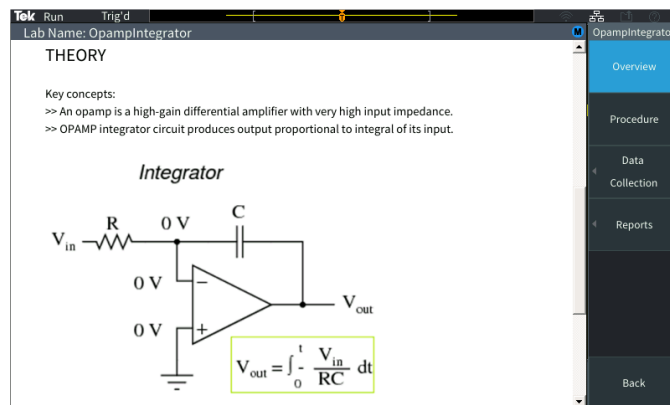 Tek Run Trig'd
Lab Name: OpampIntegrator
M
OpampIntegrato
THEORY
Key concepts:
>> An opamp is a high-gain differential amplifier with very high input impedance.
>> OPAMP integrator circuit produces output proportional to integral of its input.
Integrator
R
0 V
C
Vin
0 V
−
0 V
+
Vout
Vout = ∫0t - Vin/RC dt
Overview
Procedure
Data
Collection
Reports
Back